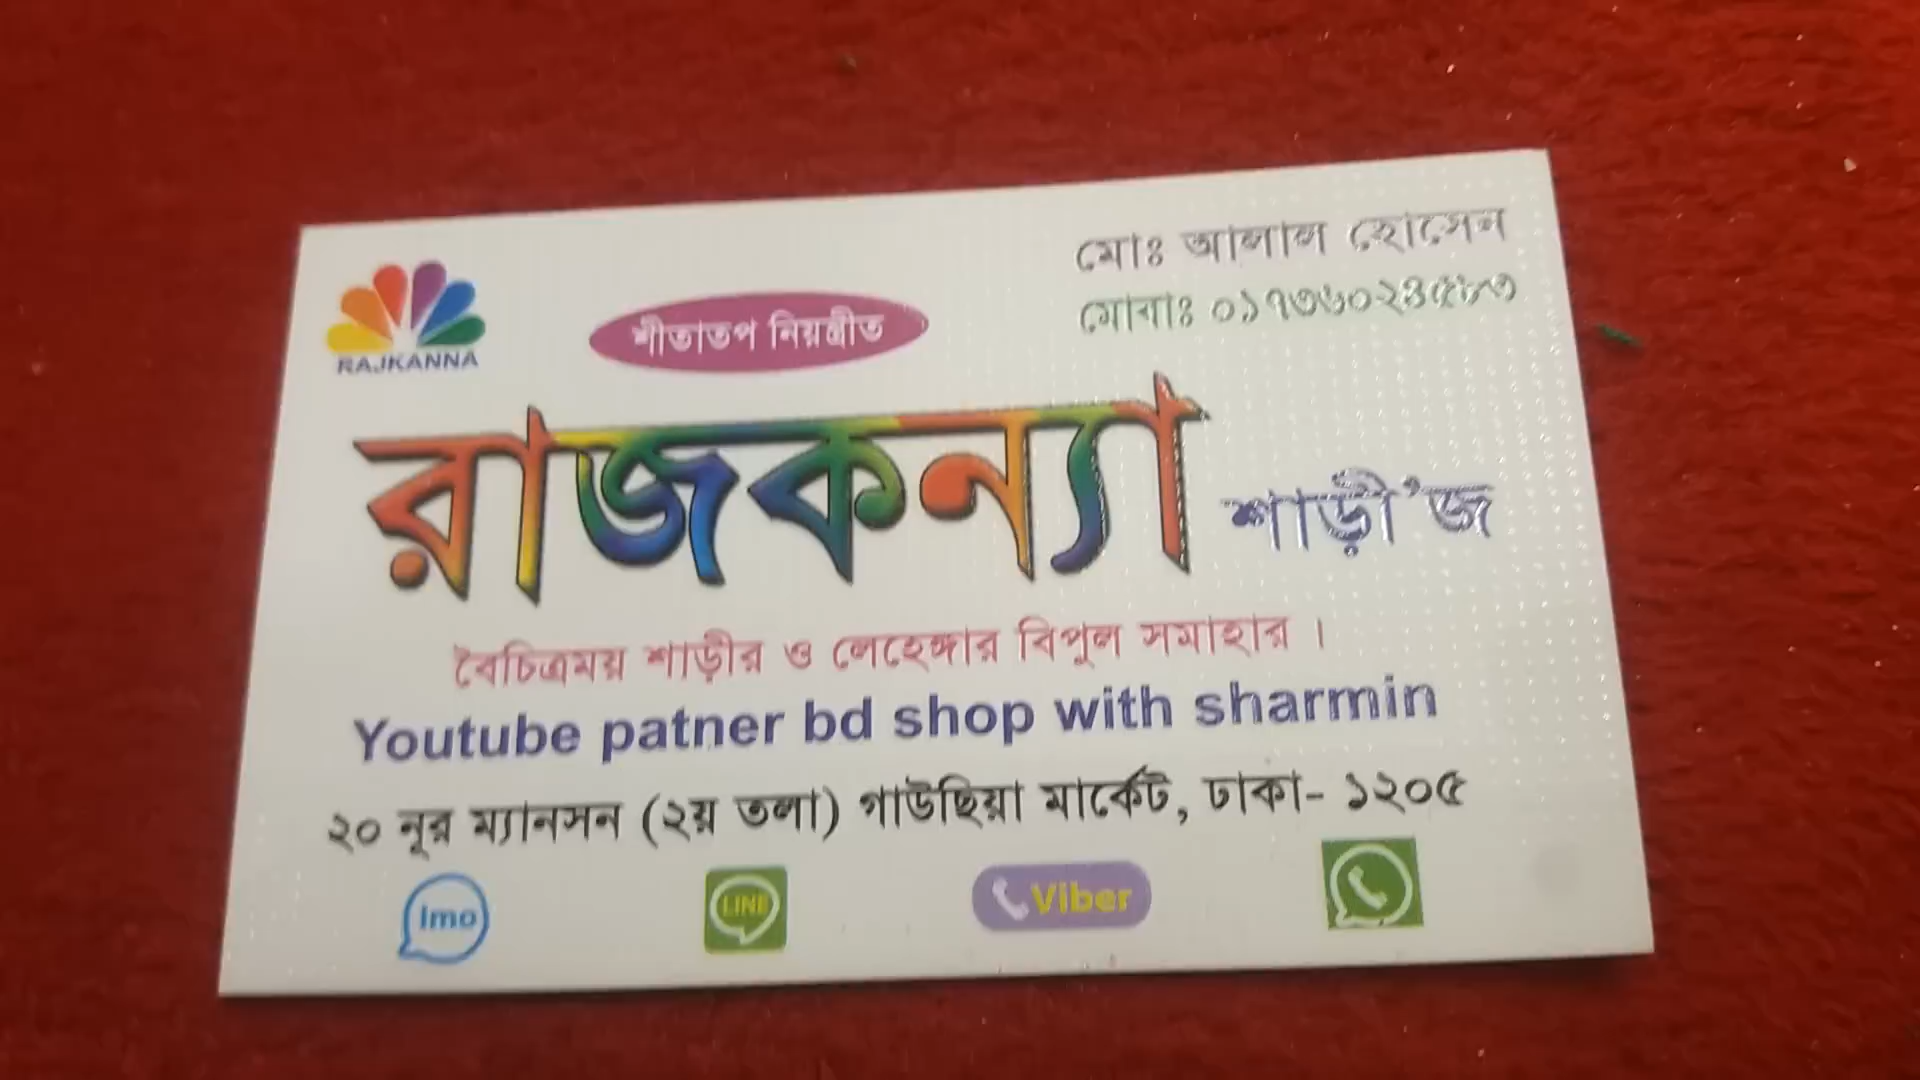 মোঃ আলাল হোসেন
RAJKANNA
শীতাতপ নিয়ন্ত্রীত
মোবাঃ
রাজকন্যা শাড়ী'জ
বৈচিত্রময় শাড়ীর ও লেহেঙ্গার বিপুল সমাহার ।
Youtube patner bd shop with sharmin
২০ নূর ম্যানসন (২য় তলা) গাউছিয়া মার্কেট, ঢাকা- ১২০৫
imo LINE Viber